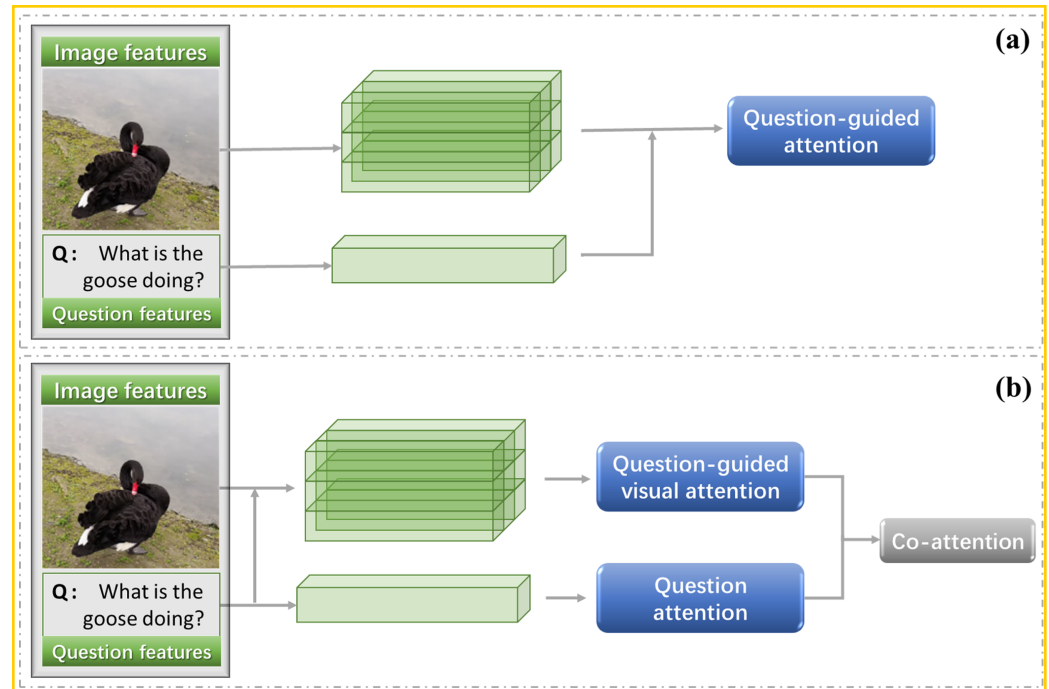 (a)
Image features
Q: What is the
goose doing?
Question features
Question-guided
attention
(b)
Image features
Q: What is the
goose doing?
Question features
Question-guided
visual attention
Question
attention
Co-attention